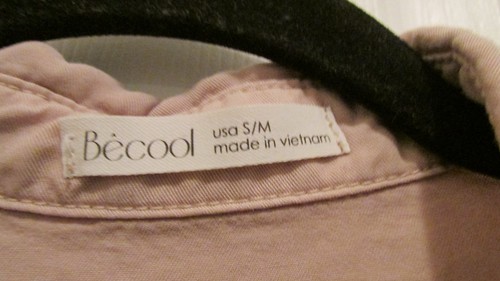 Bècool
usa S/M
made in vietnam